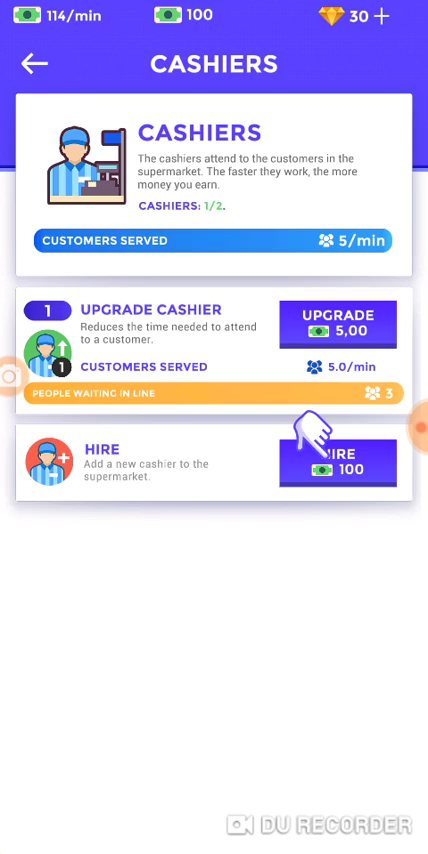 114/min 100 30
CASHIERS
CASHIERS
The cashiers attend to the customers in the
supermarket. The faster they work, the more
money you earn.
CASHIERS: 1/2.
CUSTOMERS SERVED 5/min
1 UPGRADE CASHIER
UPGRADE
5,00
Reduces the time needed to attend
to a customer.
1
CUSTOMERS SERVED 5.0/min
PEOPLE WAITING IN LINE 3
HIRE
Add a new cashier to the
supermarket.
HIRE
100
DU RECORDER